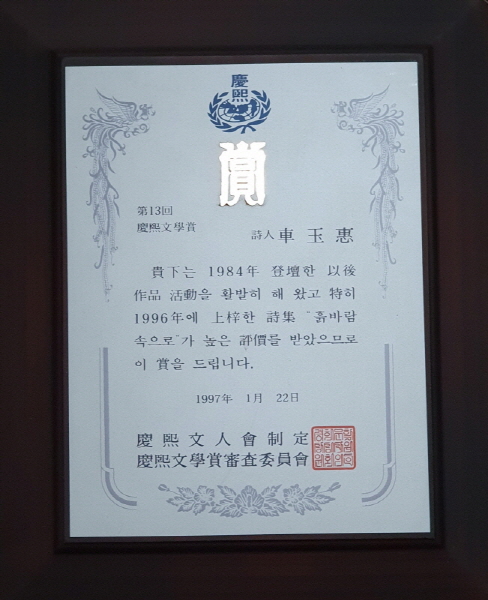 慶熙
賞
第13回
慶熙文學賞
詩人 車玉惠
貴下는 1984年 登壇한 以後
作品 活動을 활발히 해 왔고 特히
1996年에 上梓한 詩集 “흙바람
속으로”가 높은 評價를 받았으므로
이 賞을 드립니다.
1997年 1月 22日
慶熙文人會制定
慶熙文學賞審査委員會